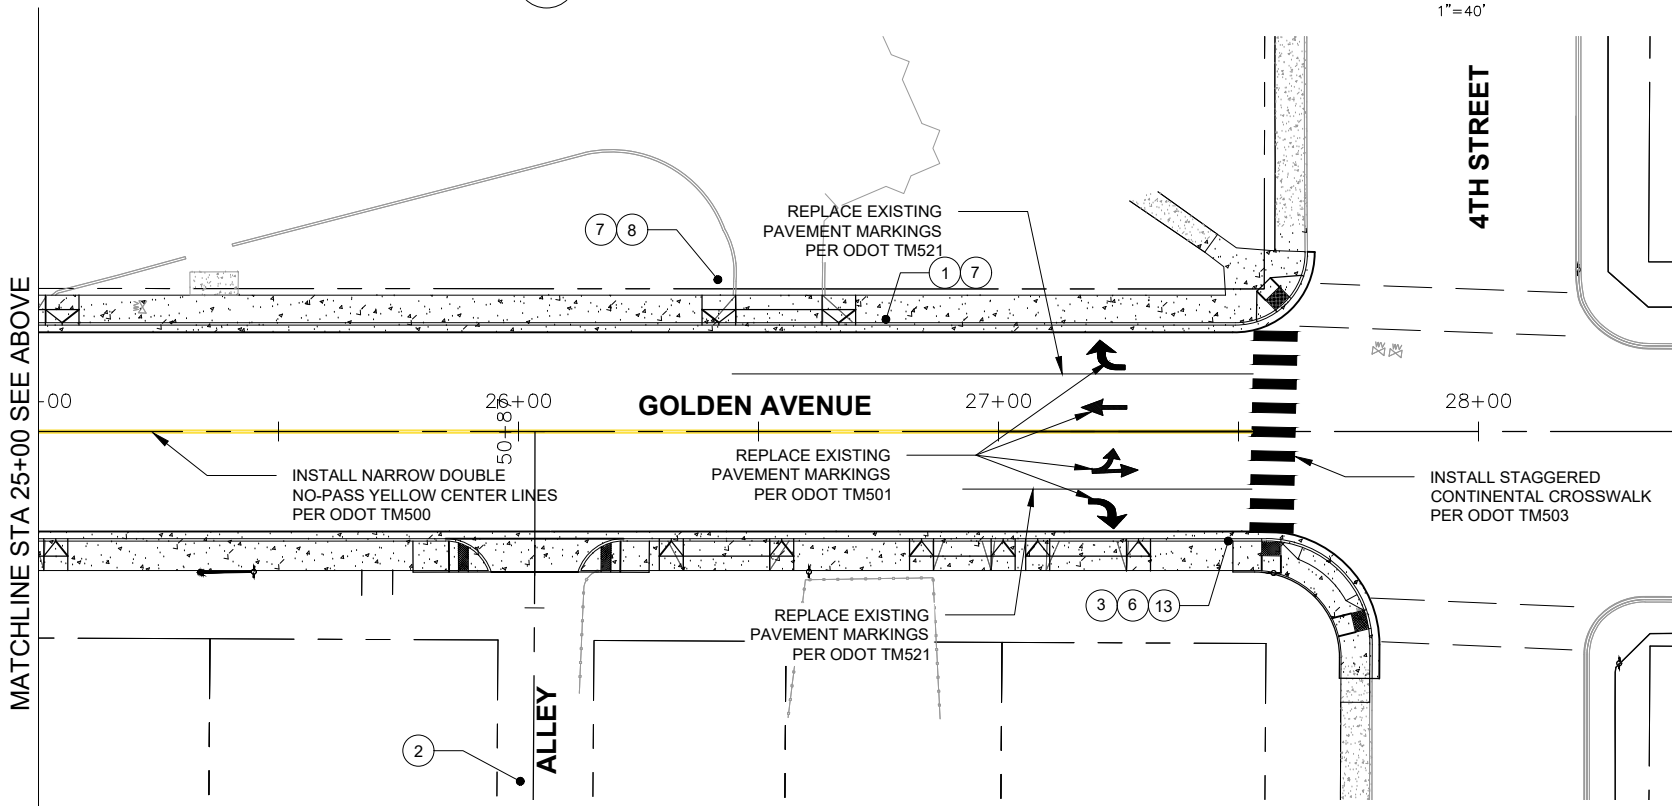 1"=40'
4TH STREET
REPLACE EXISTING
PAVEMENT MARKINGS
PER ODOT TM521
7 8
1 7
MATCHLINE STA 25+00 SEE ABOVE
+00
26+00
GOLDEN AVENUE
27+00
28+00
50+87
INSTALL NARROW DOUBLE
NO-PASS YELLOW CENTER LINES
PER ODOT TM500
REPLACE EXISTING
PAVEMENT MARKINGS
PER ODOT TM501
INSTALL STAGGERED
CONTINENTAL CROSSWALK
PER ODOT TM503
WV WV
REPLACE EXISTING
PAVEMENT MARKINGS
PER ODOT TM521
3 6 13
ALLEY
2